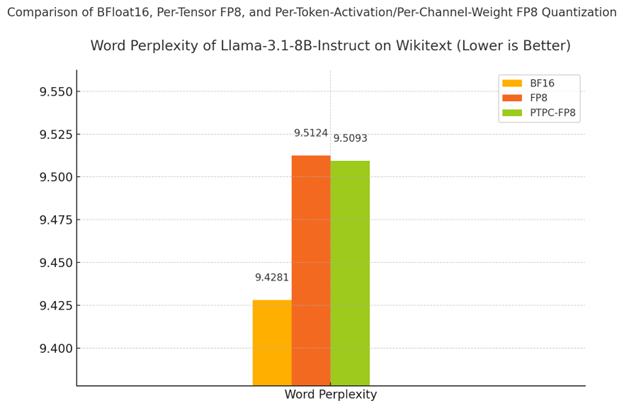 Comparison of BFloat16, Per-Tensor FP8, and Per-Token-Activation/Per-Channel-Weight FP8 Quantization
Word Perplexity of Llama-3.1-8B-Instruct on Wikitext (Lower is Better)
BF16
FP8
PTPC-FP8
9.550
9.525
9.500
9.475
9.450
9.425
9.400
9.4281
9.5124
9.5093
Word Perplexity